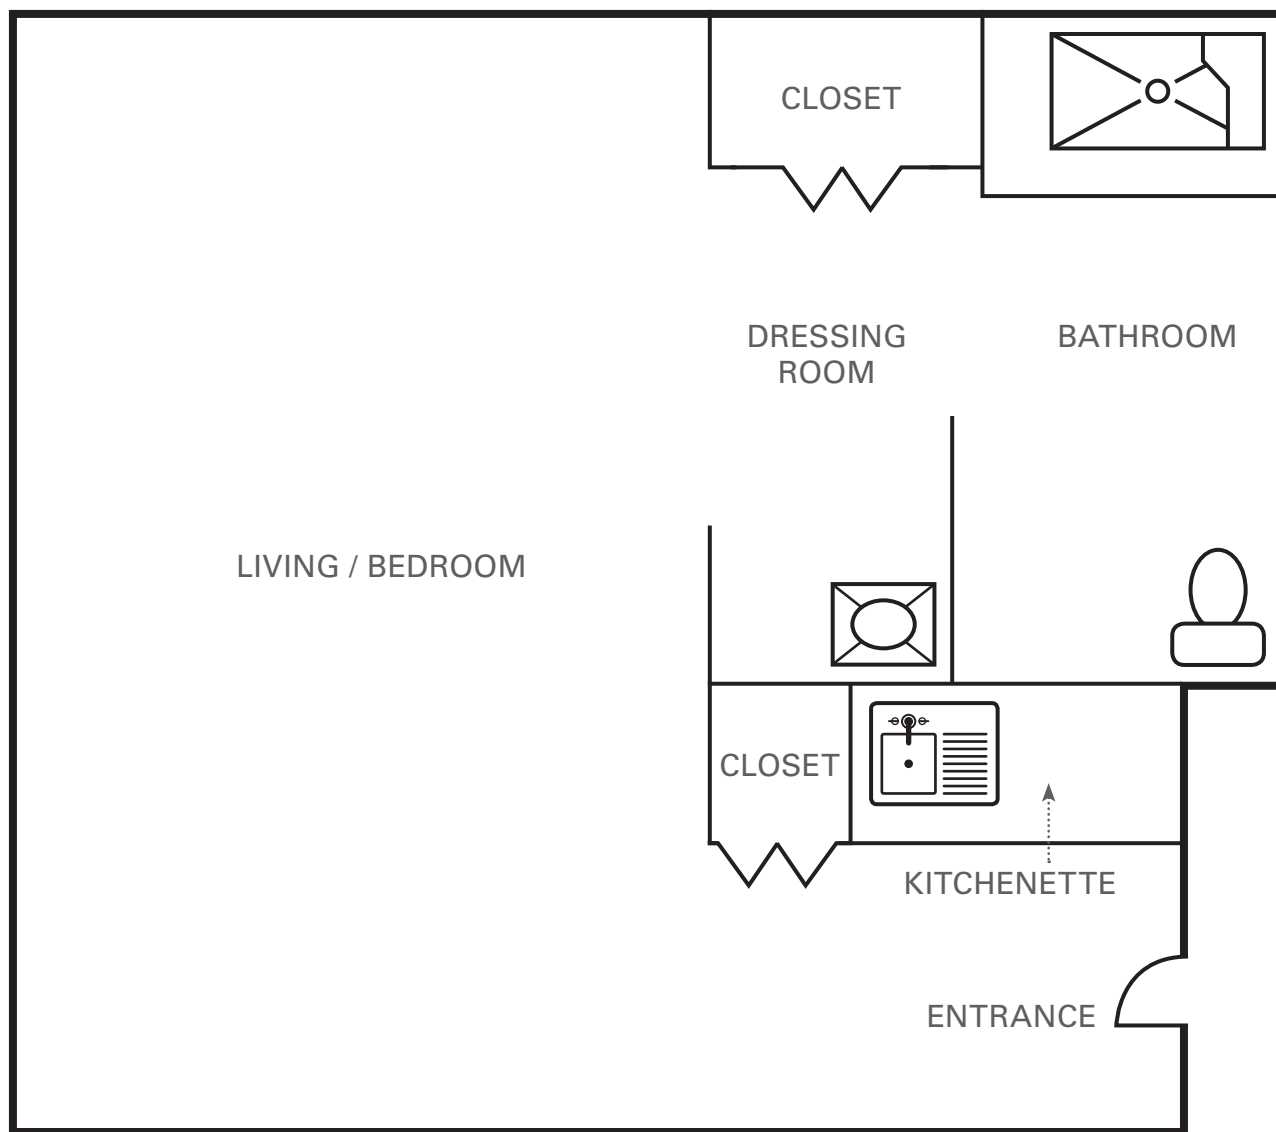 CLOSET
DRESSING
ROOM
BATHROOM
LIVING / BEDROOM
CLOSET
KITCHENETTE
ENTRANCE